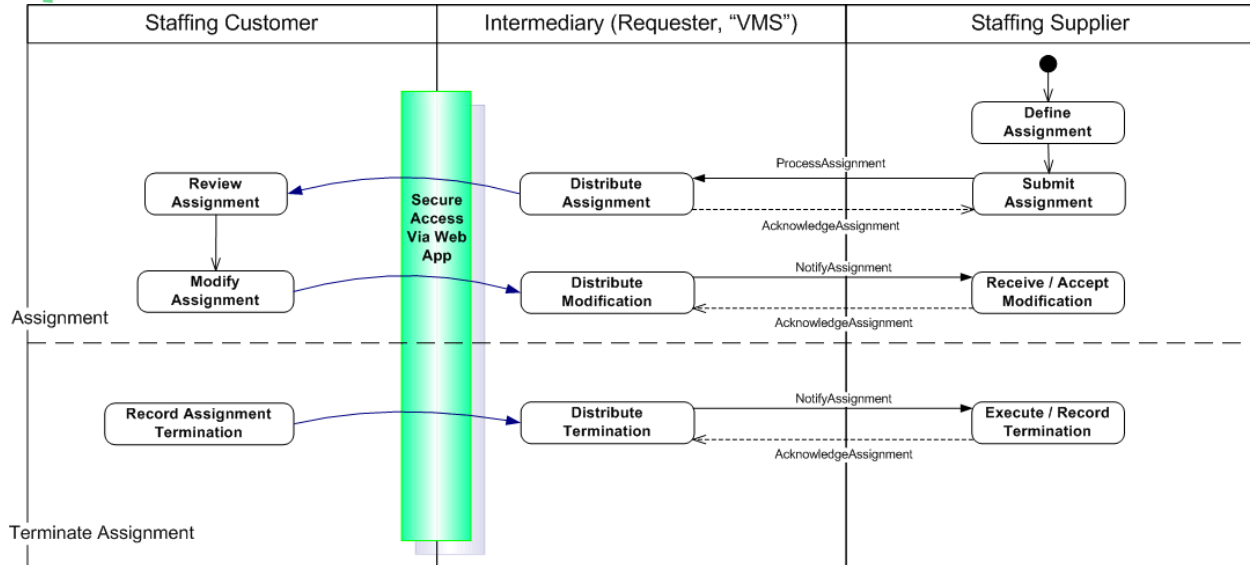 Staffing Customer
Intermediary (Requester, “VMS”)
Staffing Supplier
Define
Assignment
ProcessAssignment
Review
Assignment
Distribute
Assignment
Submit
Assignment
AcknowledgeAssignment
Secure
Access
Via Web
App
Modify
Assignment
Distribute
Modification
NotifyAssignment
Receive / Accept
Modification
AcknowledgeAssignment
Assignment
Record Assignment
Termination
Distribute
Termination
NotifyAssignment
Execute / Record
Termination
AcknowledgeAssignment
Terminate Assignment